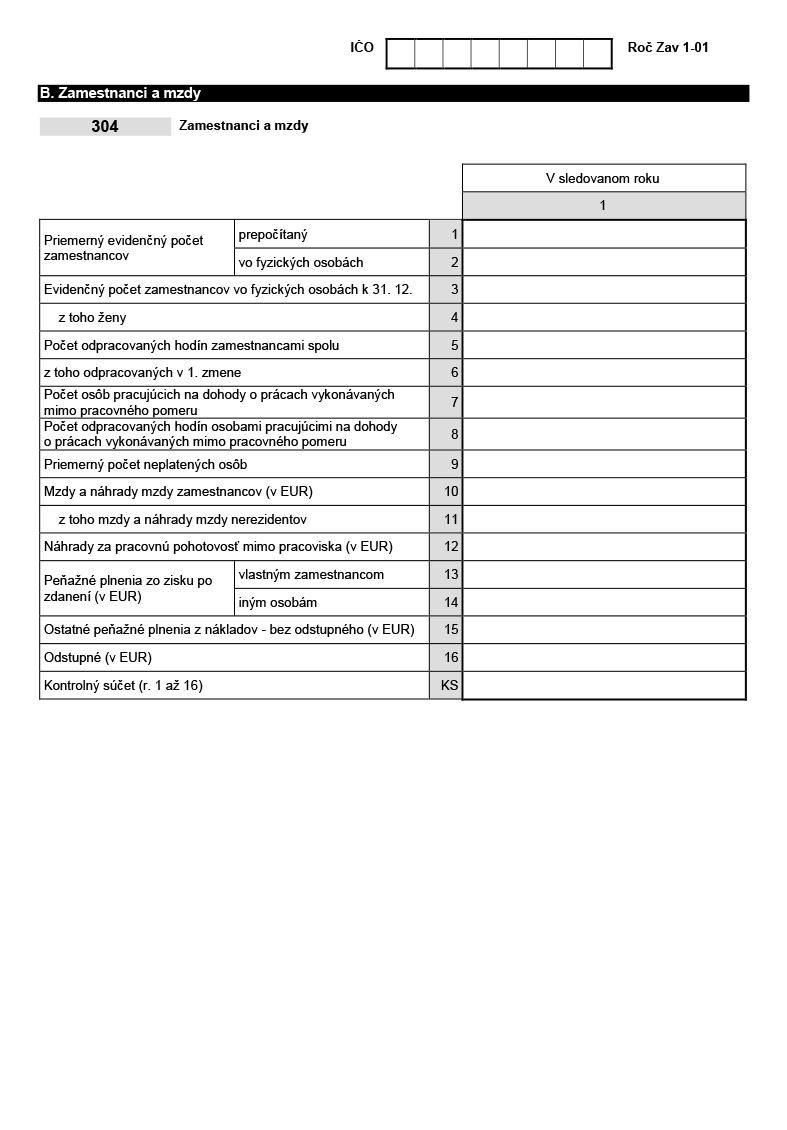 IČO Roč Zav 1-01
B. Zamestnanci a mzdy
304 Zamestnanci a mzdy
V sledovanom roku
1
Priemerný evidenčný počet
zamestnancov
prepočítaný 1
vo fyzických osobách 2
Evidenčný počet zamestnancov vo fyzických osobách k 31. 12. 3
z toho ženy 4
Počet odpracovaných hodín zamestnancami spolu 5
z toho odpracovaných v 1. zmene 6
Počet osôb pracujúcich na dohody o prácach vykonávaných
mimo pracovného pomeru 7
Počet odpracovaných hodín osobami pracujúcimi na dohody
o prácach vykonávaných mimo pracovného pomeru 8
Priemerný počet neplatených osôb 9
Mzdy a náhrady mzdy zamestnancov (v EUR) 10
z toho mzdy a náhrady mzdy nerezidentov 11
Náhrady za pracovnú pohotovosť mimo pracoviska (v EUR) 12
Peňažné plnenia zo zisku po
zdanení (v EUR)
vlastným zamestnancom 13
iným osobám 14
Ostatné peňažné plnenia z nákladov - bez odstupného (v EUR) 15
Odstupné (v EUR) 16
Kontrolný súčet (r. 1 až 16) KS